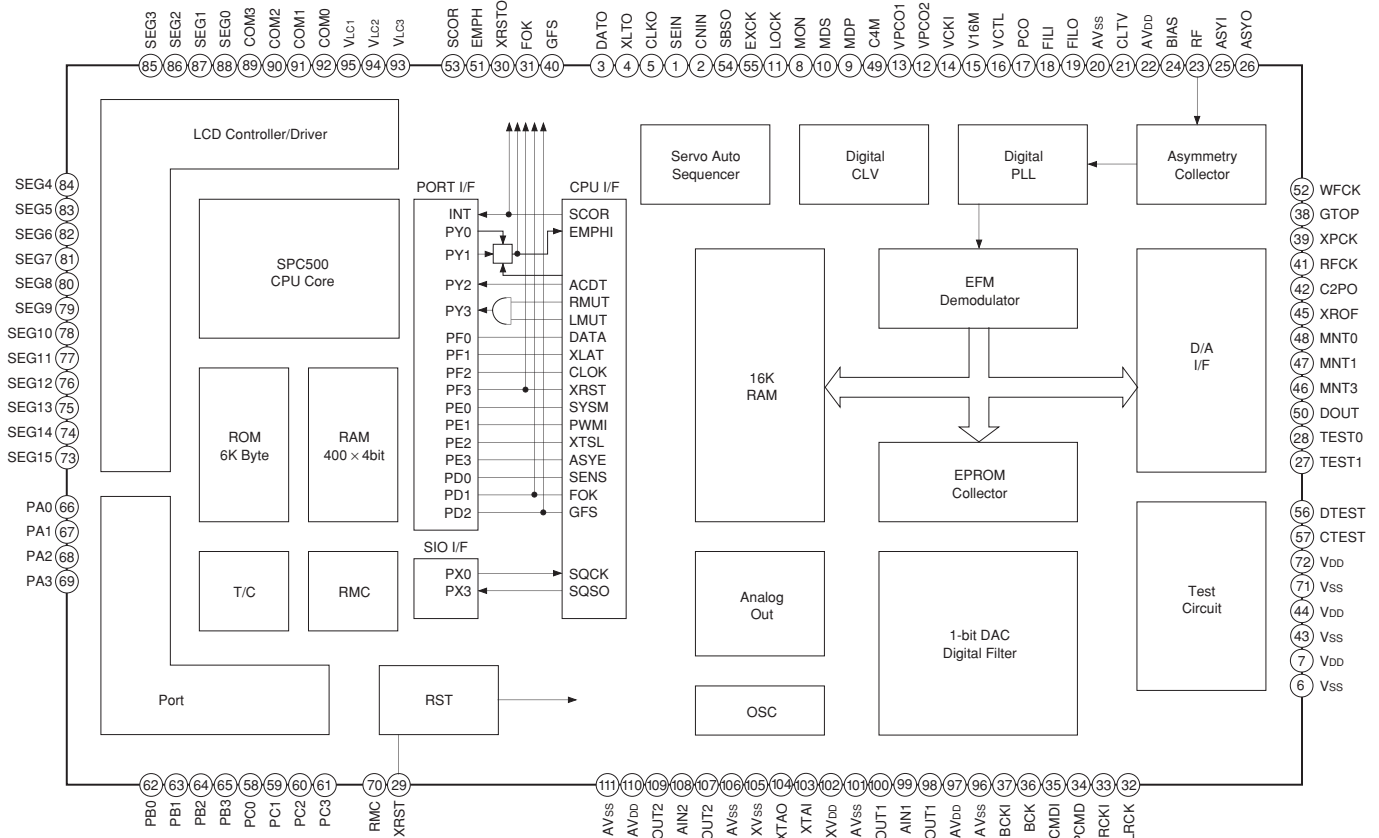 SEG3
SEG2
SEG1
SEG0
COM3
COM2
COM1
COM0
VLC1
VLC2
VLC3
SCOR
EMPH
XRSTO
FOK
GFS
DATO
XLTO
CLKO
SEIN
CNIN
SBSO
EXCK
LOCK
MON
MDS
MDP
C4M
VPCO1
VPCO2
VCKI
V16M
VCTL
PCO
FILI
FILO
AVSS
CLTV
AVDD
BIAS
RF
ASYI
ASYO
85 86 87 88 89 90 91 92 95 94 93 53 51 30 31 40 3 4 5 1 2 54 55 11 8 10 9 49 13 12 14 15 16 17 18 19 20 21 22 24 23 25 26
LCD Controller/Driver
Servo Auto
Sequencer
Digital
CLV
Digital
PLL
Asymmetry
Collector
SEG4 84
SEG5 83
SEG6 82
SEG7 81
SEG8 80
SEG9 79
SEG10 78
SEG11 77
SEG12 76
SEG13 75
SEG14 74
SEG15 73
PA0 66
PA1 67
PA2 68
PA3 69
SPC500
CPU Core
ROM
6K Byte
RAM
400 × 4bit
T/C
RMC
Port
RST
PORT I/F
INT
PY0
PY1
PY2
PY3
PF0
PF1
PF2
PF3
PE0
PE1
PE2
PE3
PD0
PD1
PD2
SIO I/F
PX0
PX3
CPU I/F
SCOR
EMPHI
ACDT
RMUT
LMUT
DATA
XLAT
CLOK
XRST
SYSM
PWMI
XTSL
ASYE
SENS
FOK
GFS
SQCK
SQSO
16K
RAM
EFM
Demodulator
EPROM
Collector
D/A
I/F
Analog
Out
OSC
1-bit DAC
Digital Filter
Test
Circuit
52 WFCK
38 GTOP
39 XPCK
41 RFCK
42 C2PO
45 XROF
48 MNT0
47 MNT1
46 MNT3
50 DOUT
28 TEST0
27 TEST1
56 DTEST
57 CTEST
72 VDD
71 VSS
44 VDD
43 VSS
7 VDD
6 VSS
62 63 64 65 58 59 60 61 70 29 111 110 109 108 107 106 105 104 103 102 101 100 99 98 97 96 37 36 35 34 33 32
PB0
PB1
PB2
PB3
PC0
PC1
PC2
PC3
RMC
XRST
AVSS
AVDD
OUT2
AIN2
OUT2
AVSS
XVSS
XTAO
XTAI
XVDD
AVSS
OUT1
AIN1
OUT1
AVDD
AVSS
BCKI
BCK
CMDI
PCMD
RCKI
LRCK